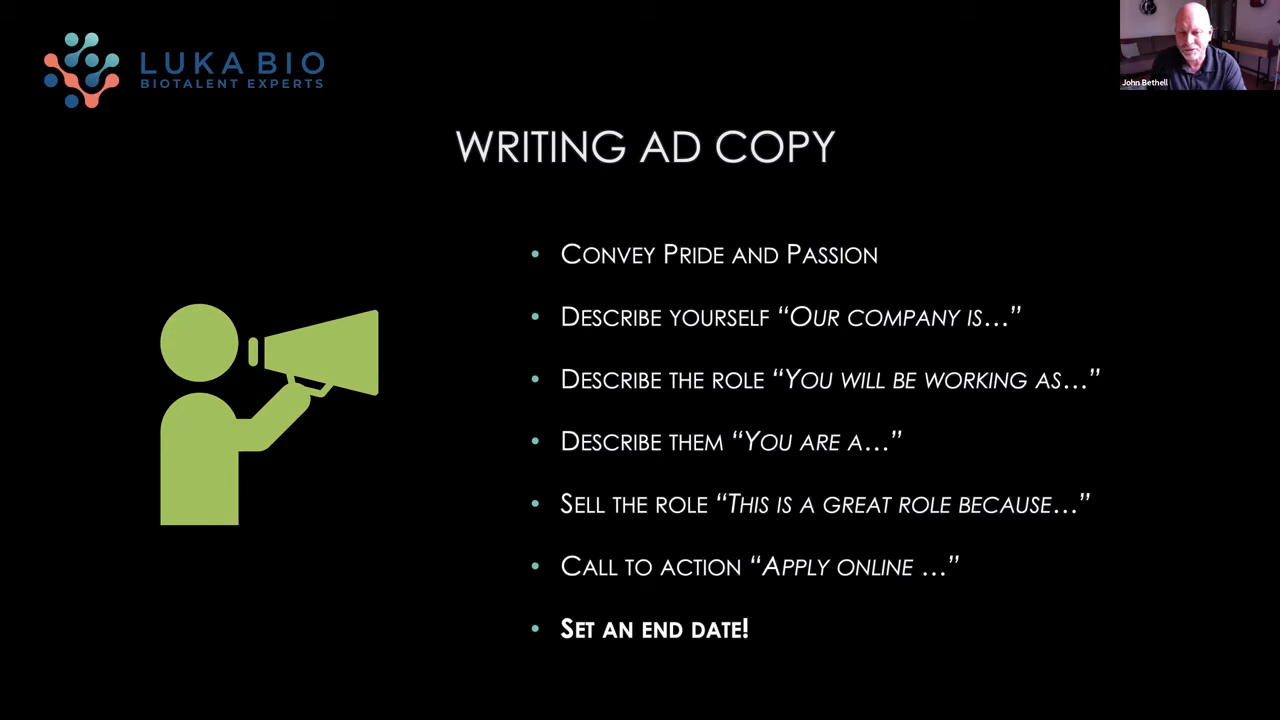 LUKA BIO
BIOTALENT EXPERTS
John Bethell
WRITING AD COPY
• CONVEY PRIDE AND PASSION
• DESCRIBE YOURSELF “OUR COMPANY IS…”
• DESCRIBE THE ROLE “YOU WILL BE WORKING AS…”
• DESCRIBE THEM “YOU ARE A…”
• SELL THE ROLE “THIS IS A GREAT ROLE BECAUSE…”
• CALL TO ACTION “APPLY ONLINE …”
• SET AN END DATE!